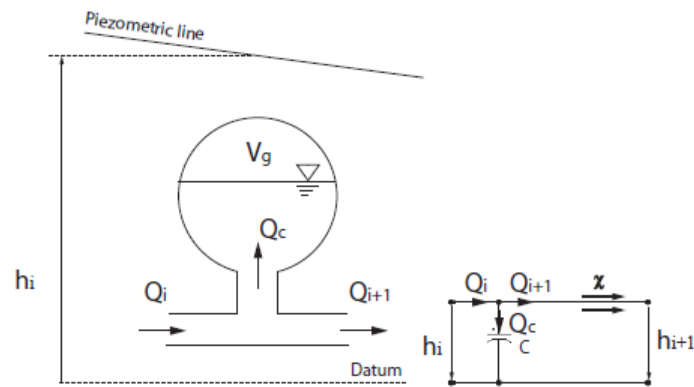 Piezometric line
Vg
Qc
hi
Qi
Qi+1
Datum
Qi
Qi+1
χ
Qc
C
hi
hi+1